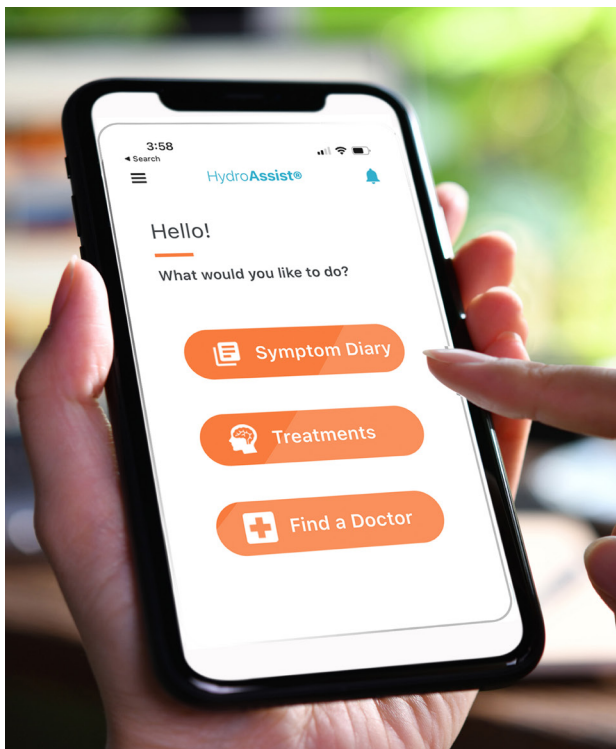 3:58
◄ Search
HydroAssist®
Hello!
What would you like to do?
Symptom Diary
Treatments
Find a Doctor